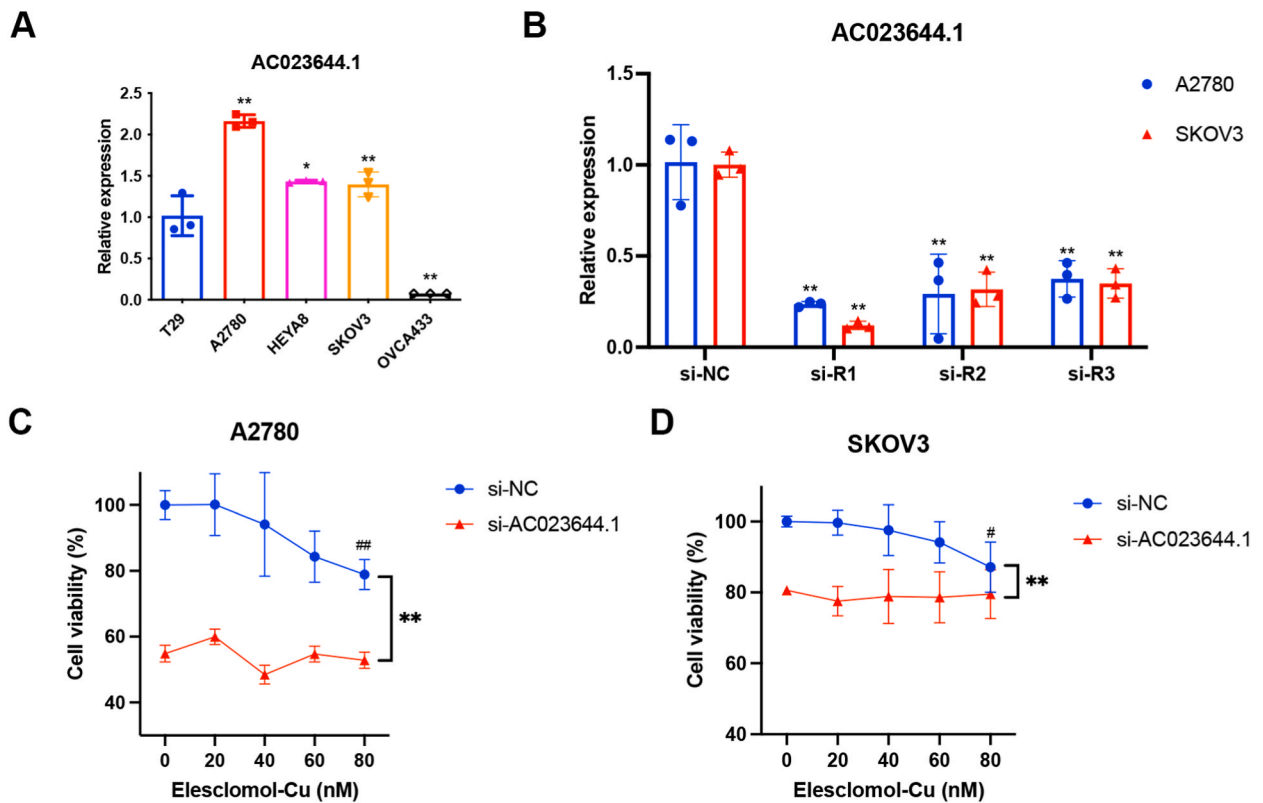 A
AC023644.1
Relative expression
2.5
2.0
1.5
1.0
0.5
0.0
**
*
**
**
T29
A2780
HEYA8
SKOV3
OVCA433
B
AC023644.1
Relative expression
1.5
1.0
0.5
0.0
**
**
**
**
**
**
si-NC
si-R1
si-R2
si-R3
A2780
SKOV3
C
A2780
Cell viability (%)
100
80
60
40
##
**
0 20 40 60 80
Elesclomol-Cu (nM)
si-NC
si-AC023644.1
D
SKOV3
Cell viability (%)
100
80
60
40
#
**
0 20 40 60 80
Elesclomol-Cu (nM)
si-NC
si-AC023644.1